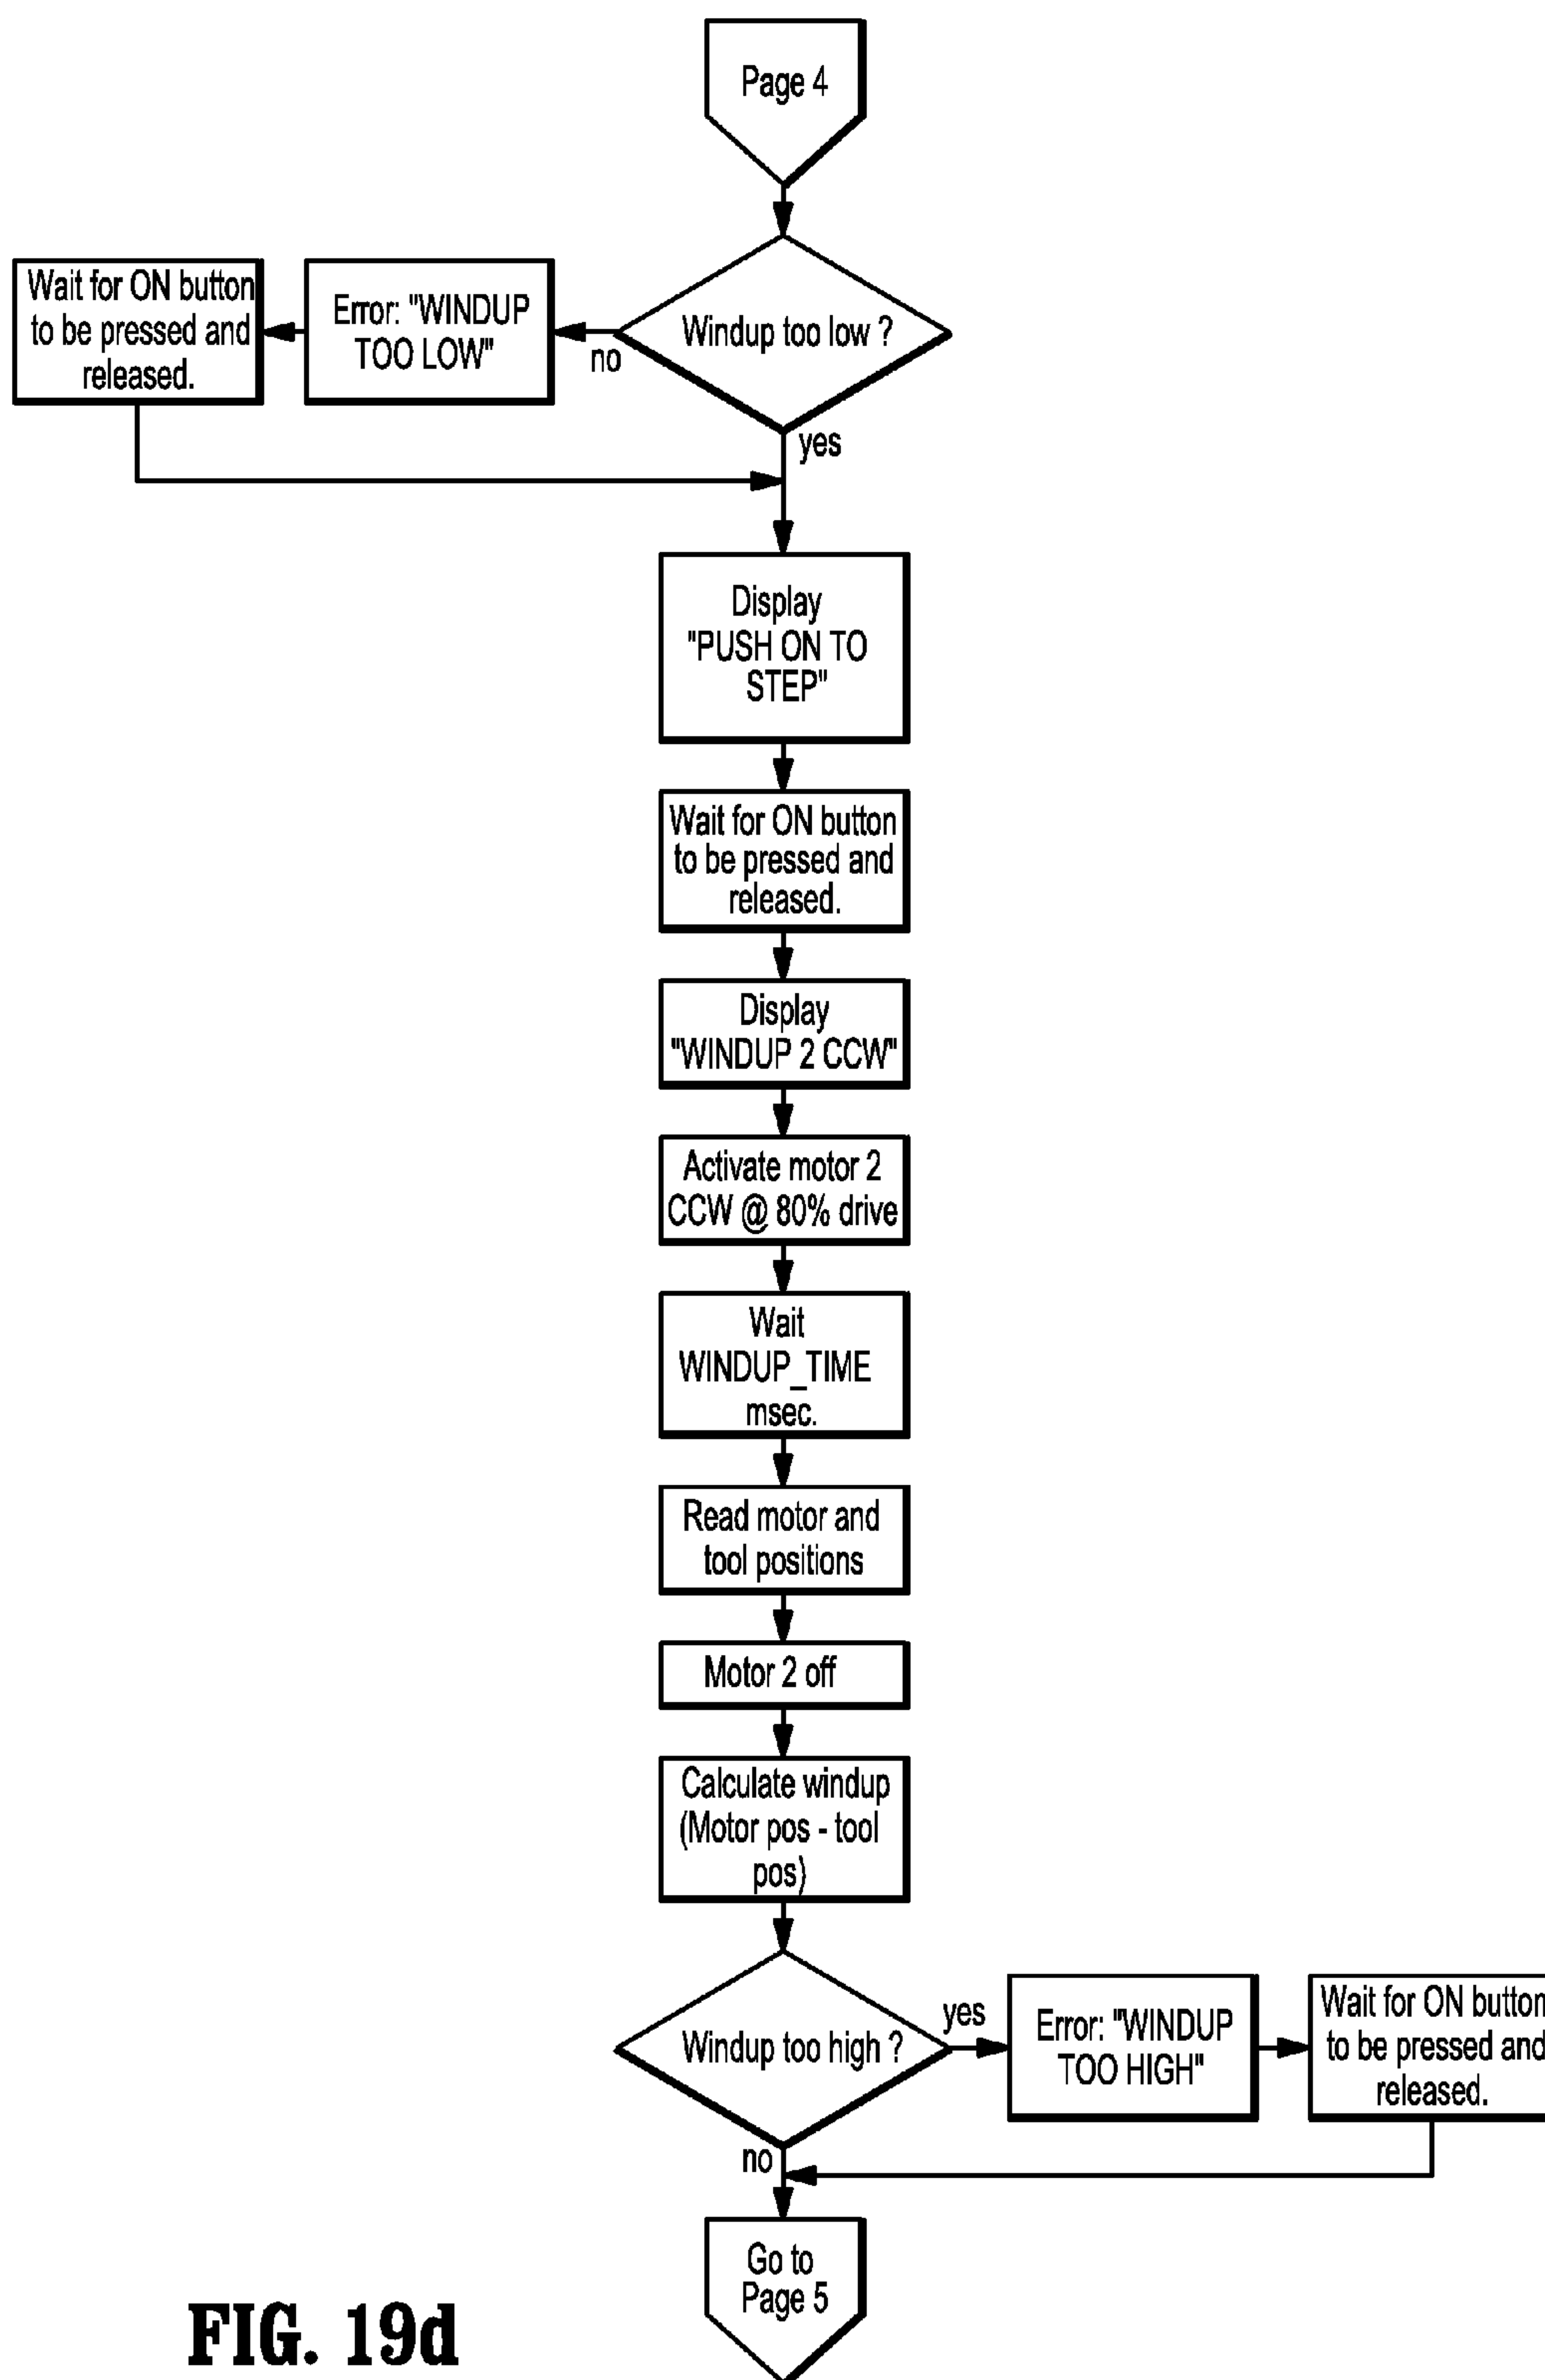 Page 4
Windup too low ?
no
Error: "WINDUP
TOO LOW"
Wait for ON button
to be pressed and
released.
yes
Display
"PUSH ON TO
STEP"
Wait for ON button
to be pressed and
released.
Display
"WINDUP 2 CCW"
Activate motor 2
CCW @ 80% drive
Wait
WINDUP_TIME
msec.
Read motor and
tool positions
Motor 2 off
Calculate windup
(Motor pos - tool
pos)
Windup too high ?
yes
Error: "WINDUP
TOO HIGH"
Wait for ON button
to be pressed and
released.
no
Go to
Page 5
FIG. 19d